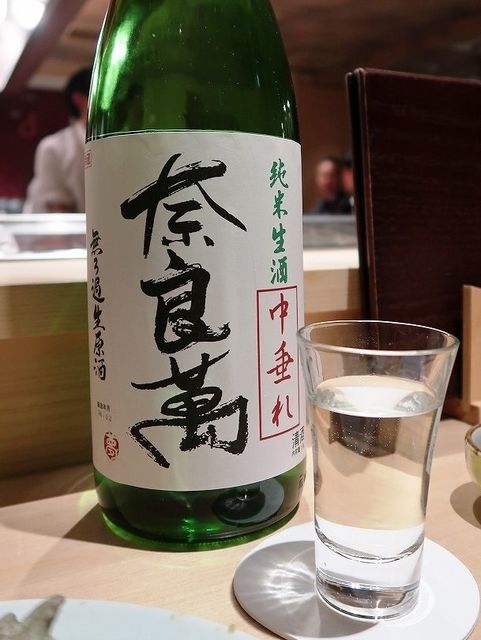 純米生酒
中垂れ
奈良萬
無ろ過生原酒
清酒